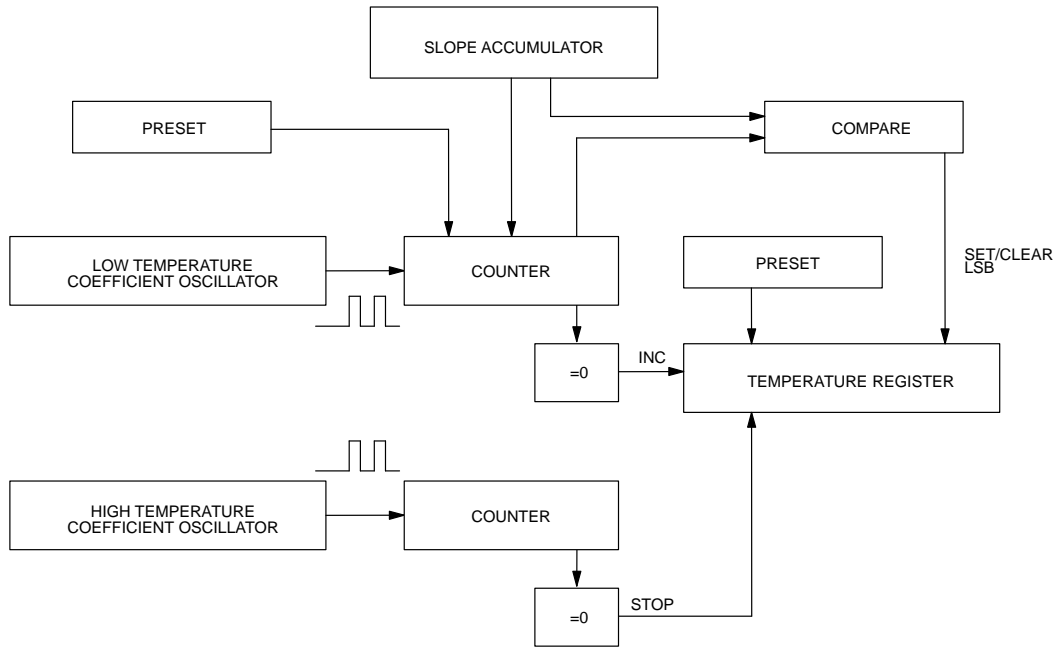 SLOPE ACCUMULATOR
PRESET
COMPARE
LOW TEMPERATURE
COEFFICIENT OSCILLATOR
COUNTER
PRESET
SET/CLEAR
LSB
=0
INC
TEMPERATURE REGISTER
HIGH TEMPERATURE
COEFFICIENT OSCILLATOR
COUNTER
=0
STOP